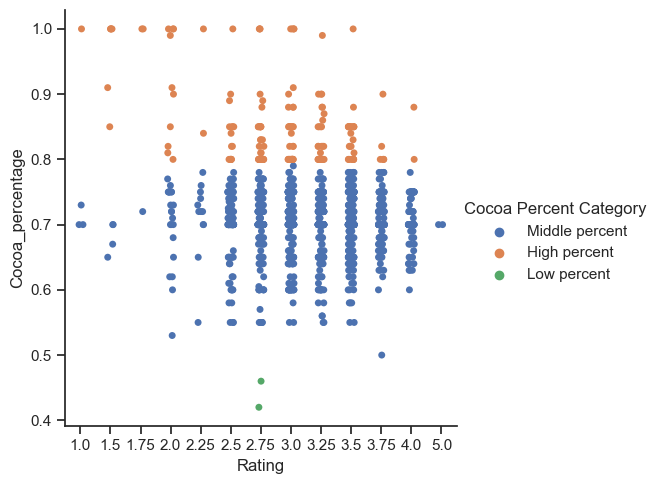 1.0
0.9
0.8
0.7
0.6
0.5
0.4
Cocoa_percentage
1.0 1.5 1.75 2.0 2.25 2.5 2.75 3.0 3.25 3.5 3.75 4.0 5.0
Rating
Cocoa Percent Category
Middle percent
High percent
Low percent